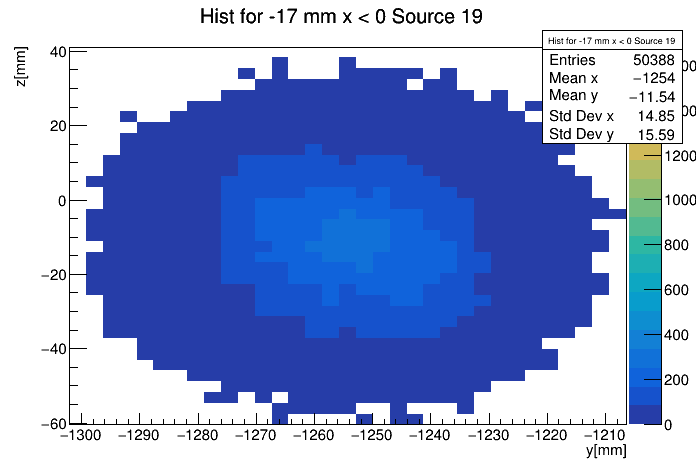 Hist for -17 mm x < 0 Source 19
Hist for -17 mm x < 0 Source 19
Entries 50388
Mean x −1254
Mean y −11.54
Std Dev x 14.85
Std Dev y 15.59
z[mm]
40
20
0
−20
−40
−60
−1300 −1290 −1280 −1270 −1260 −1250 −1240 −1230 −1220 −1210
y[mm]
1200
1000
800
600
400
200
0